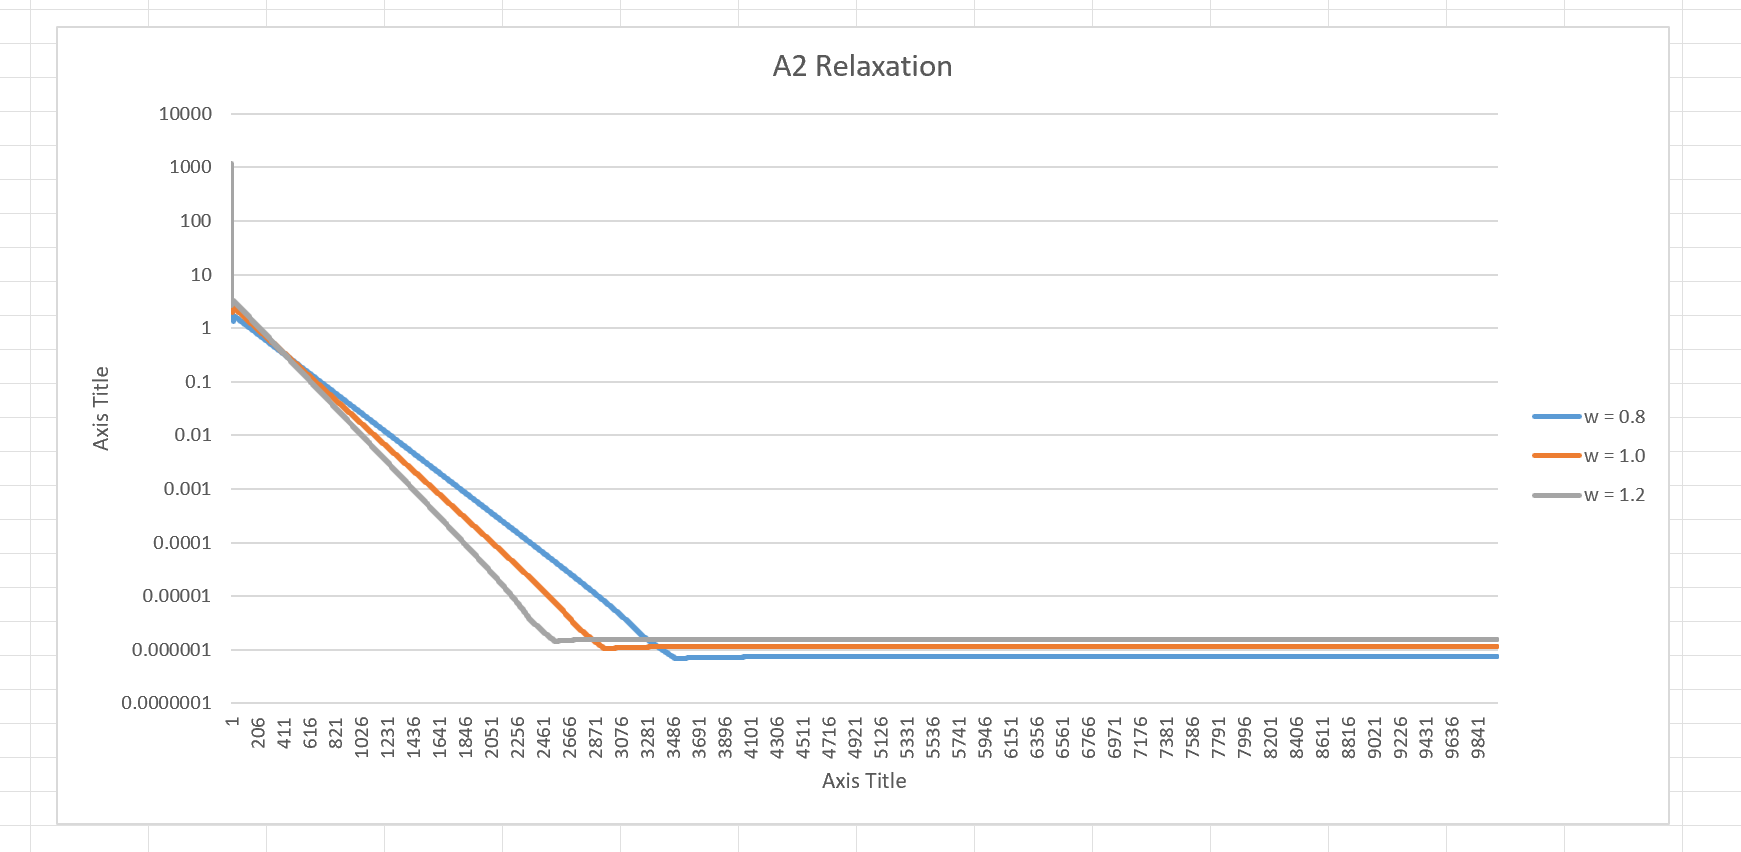 A2 Relaxation
10000
1000
100
10
1
0.1
0.01
0.001
0.0001
0.00001
0.000001
0.0000001
Axis Title
1 206 411 616 821 1026 1231 1436 1641 1846 2051 2256 2461 2666 2871 3076 3281 3486 3691 3896 4101 4306 4511 4716 4921 5126 5331 5536 5741 5946 6151 6356 6561 6766 6971 7176 7381 7586 7791 7996 8201 8406 8611 8816 9021 9226 9431 9636 9841
Axis Title
w = 0.8
w = 1.0
w = 1.2